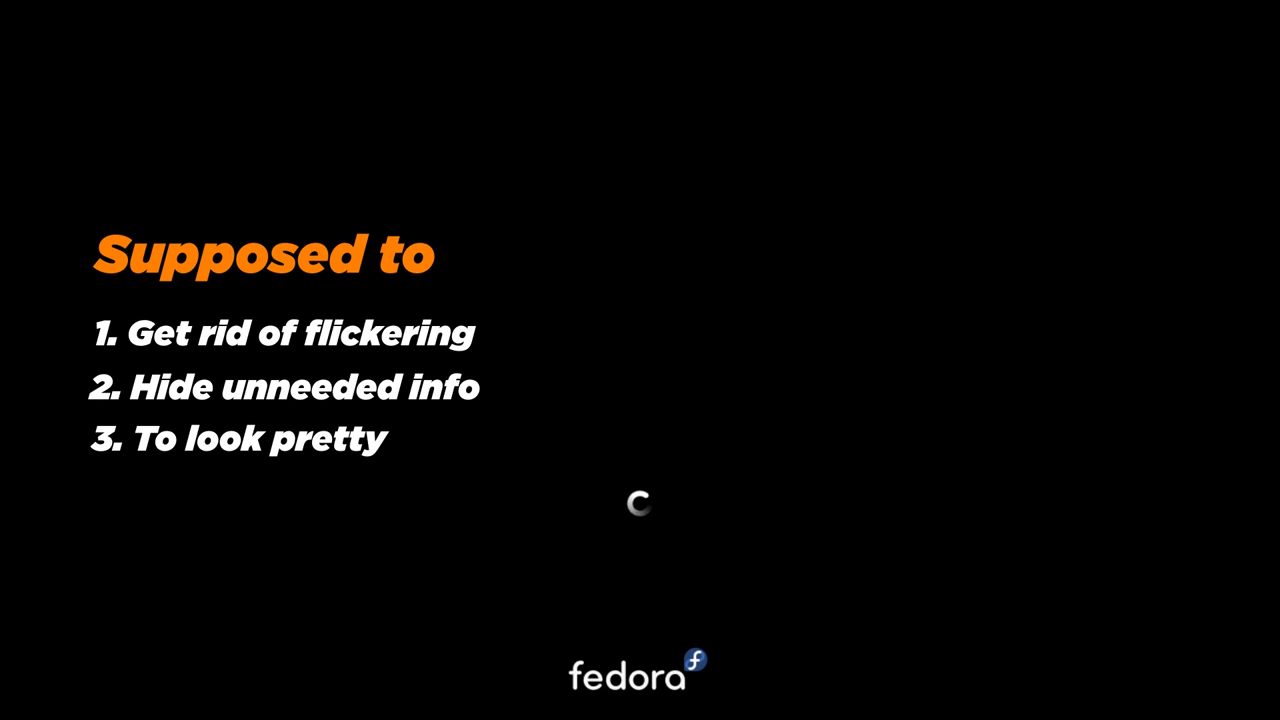 Supposed to
1. Get rid of flickering
2. Hide unneeded info
3. To look pretty
fedora